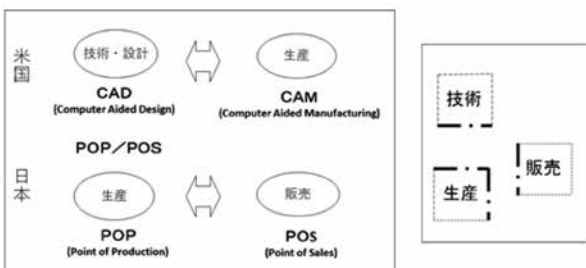 米国
技術・設計
生産
CAD
(Computer Aided Design)
CAM
(Computer Aided Manufacturing)
POP/POS
日本
生産
販売
POP
(Point of Production)
POS
(Point of Sales)
技術
販売
生産